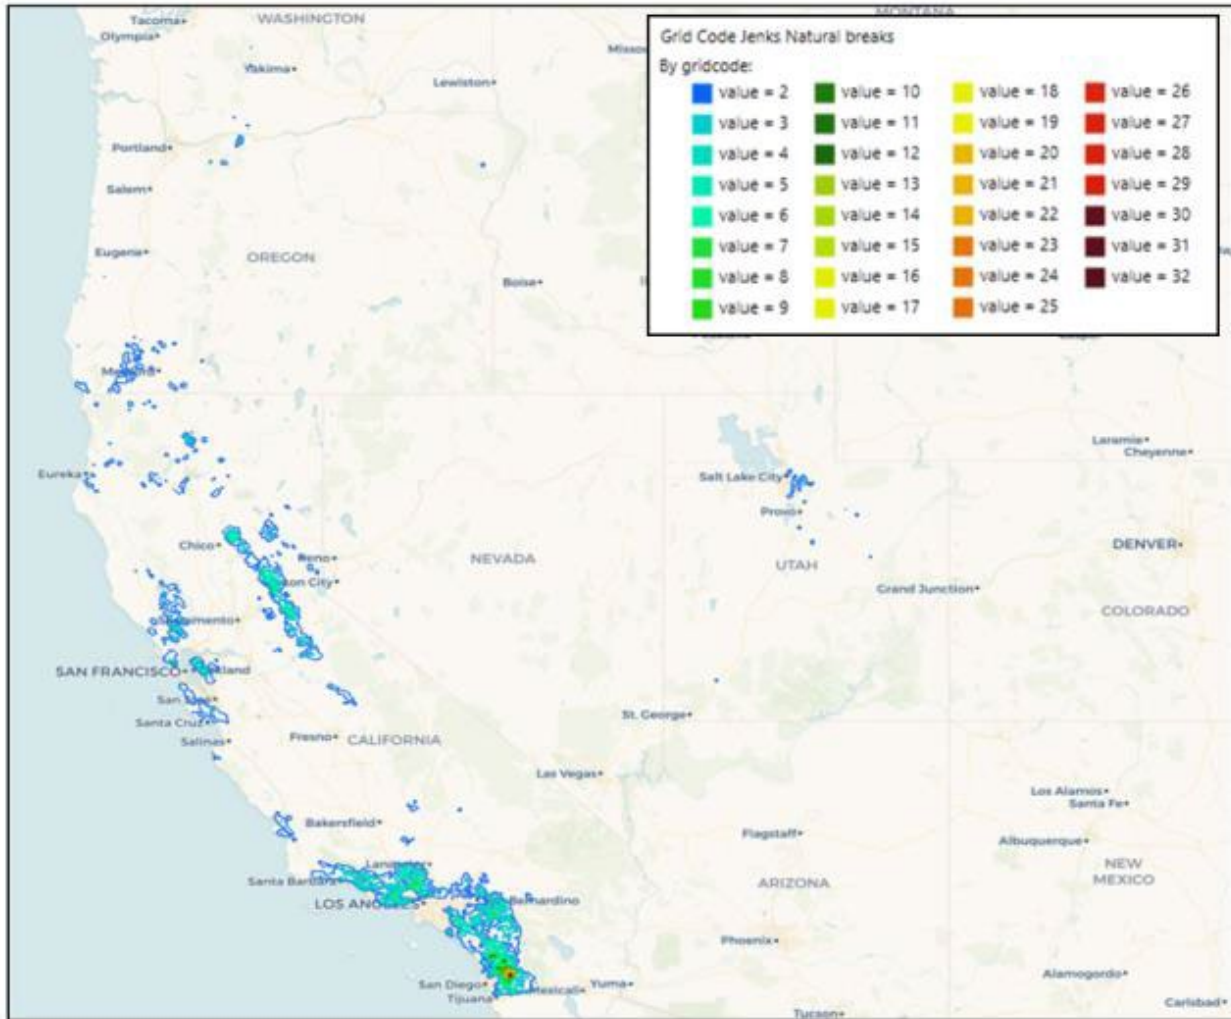 Tacoma
WASHINGTON
MONTANA
Olympia
Yakima
Lewiston
Portland
Salem
Eugene
OREGON
Boise
Grid Code Jenks Natural breaks
By gridcode:
value = 2 value = 10 value = 18 value = 26
value = 3 value = 11 value = 19 value = 27
value = 4 value = 12 value = 20 value = 28
value = 5 value = 13 value = 21 value = 29
value = 6 value = 14 value = 22 value = 30
value = 7 value = 15 value = 23 value = 31
value = 8 value = 16 value = 24 value = 32
value = 9 value = 17 value = 25
Laramie
Cheyenne
Eureka
Salt Lake City
Provo
Chico
NEVADA
UTAH
DENVER
Grand Junction
COLORADO
SAN FRANCISCO
Santa Cruz
Salinas
Fresno
CALIFORNIA
St. George
Las Vegas
Los Alamos
Santa Fe
Bakersfield
Flagstaff
Albuquerque
NEW
MEXICO
ARIZONA
Santa Barbara
LOS ANGELES
Bernardino
Phoenix
San Diego
Tijuana
Mexicali
Yuma
Alamogordo
Carlsbad
Tucson